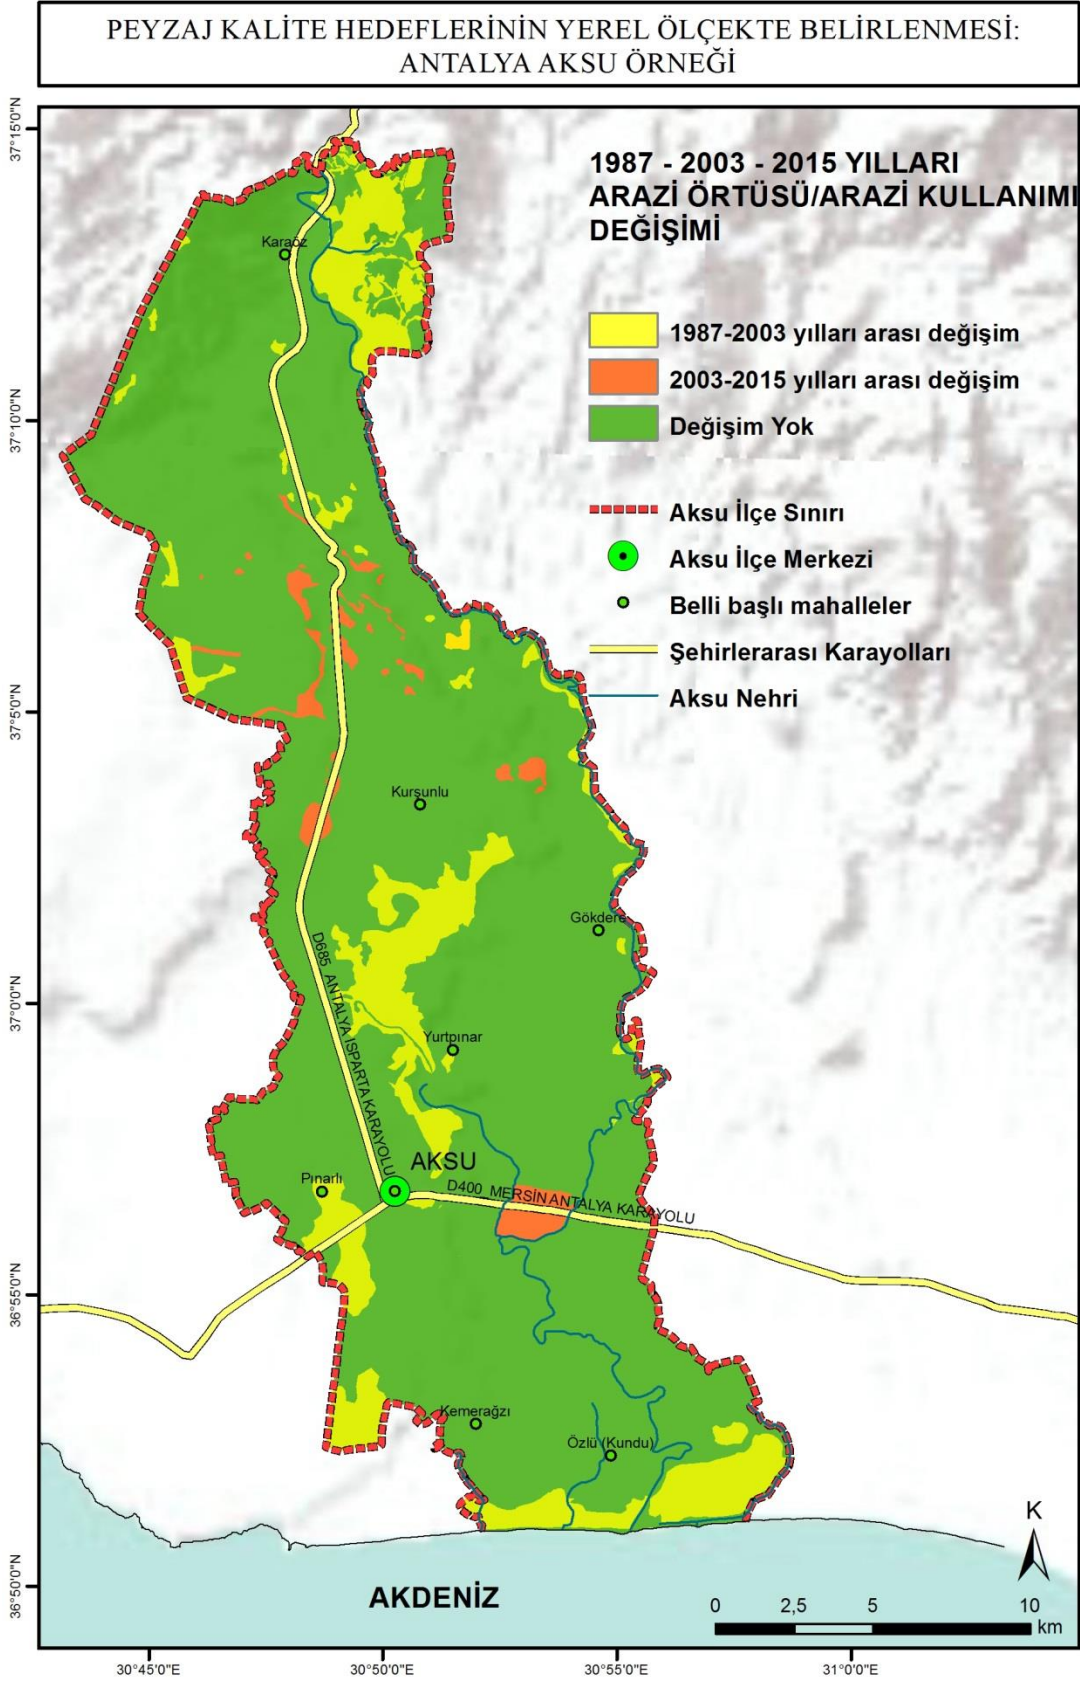 PEYZAJ KALİTE HEDEFLERİNİN YEREL ÖLÇEKTE BELİRLENMESİ:
ANTALYA AKSU ÖRNEĞİ
37°15'0"N
37°10'0"N
37°5'0"N
37°0'0"N
36°55'0"N
36°50'0"N
1987 - 2003 - 2015 YILLARI
ARAZİ ÖRTÜSÜ/ARAZİ KULLANIMI
DEĞİŞİMİ
1987-2003 yılları arası değişim
2003-2015 yılları arası değişim
Değişim Yok
Aksu İlçe Sınırı
Aksu İlçe Merkezi
Belli başlı mahalleler
Şehirlerarası Karayolları
Aksu Nehri
Karaöz
Kurşunlu
Gökdere
D685 ANTALYA ISPARTA KARAYOLU
Yurtpınar
AKSU
Pınarlı
D400 MERSİN ANTALYA KARAYOLU
Kemerağzı
Özlü (Kundu)
AKDENİZ
K
0 2,5 5 10
km
30°45'0"E 30°50'0"E 30°55'0"E 31°0'0"E